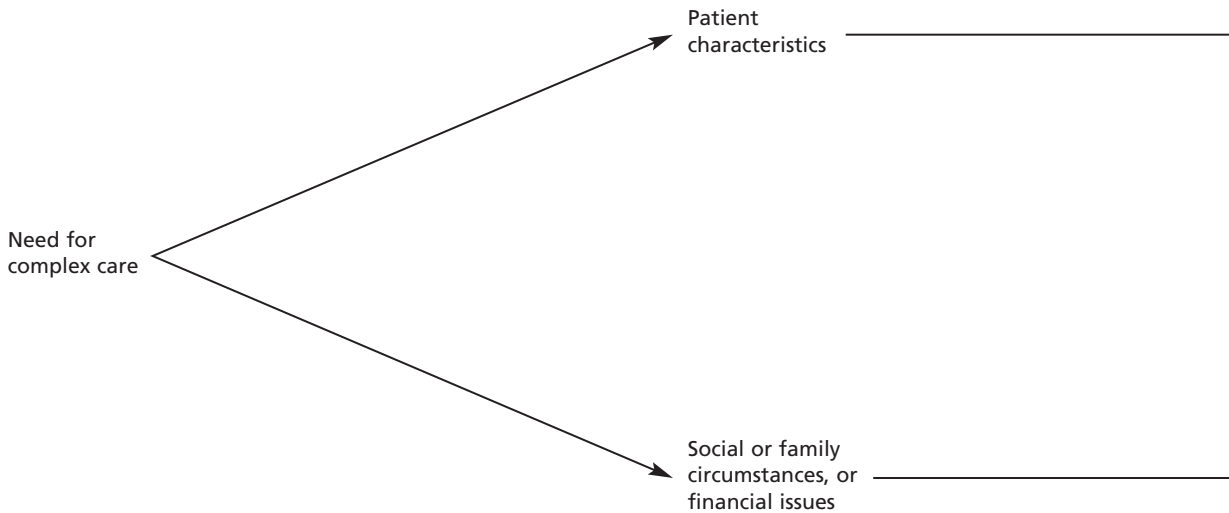 Patient
characteristics
Need for
complex care
Social or family
circumstances, or
financial issues